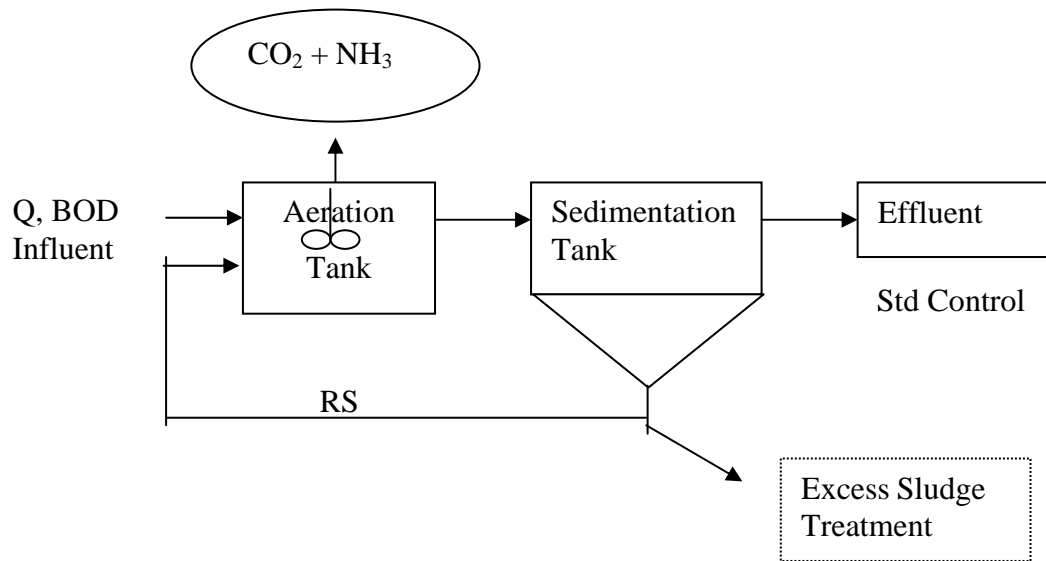 CO₂ + NH₃
Q, BOD
Influent
Aeration
Tank
Sedimentation
Tank
Effluent
Std Control
RS
Excess Sludge
Treatment